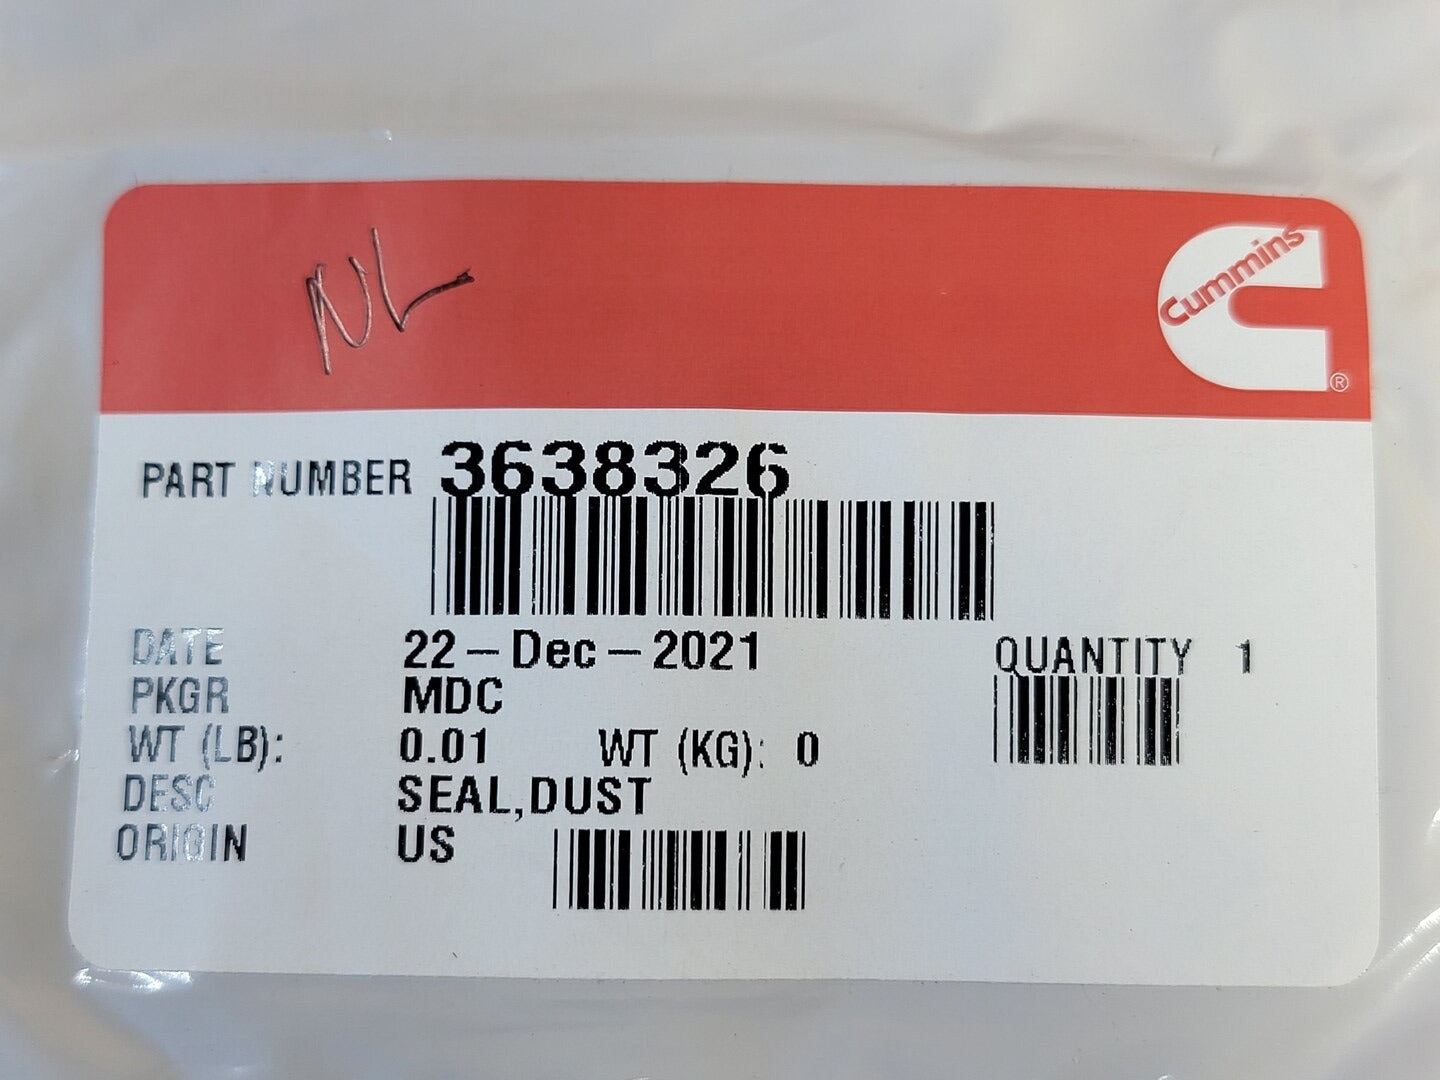 NL
Cummins
®
PART NUMBER 3638326
DATE 22-Dec-2021 QUANTITY 1
PKGR MDC
WT (LB): 0.01 WT (KG): 0
DESC SEAL,DUST
ORIGIN US